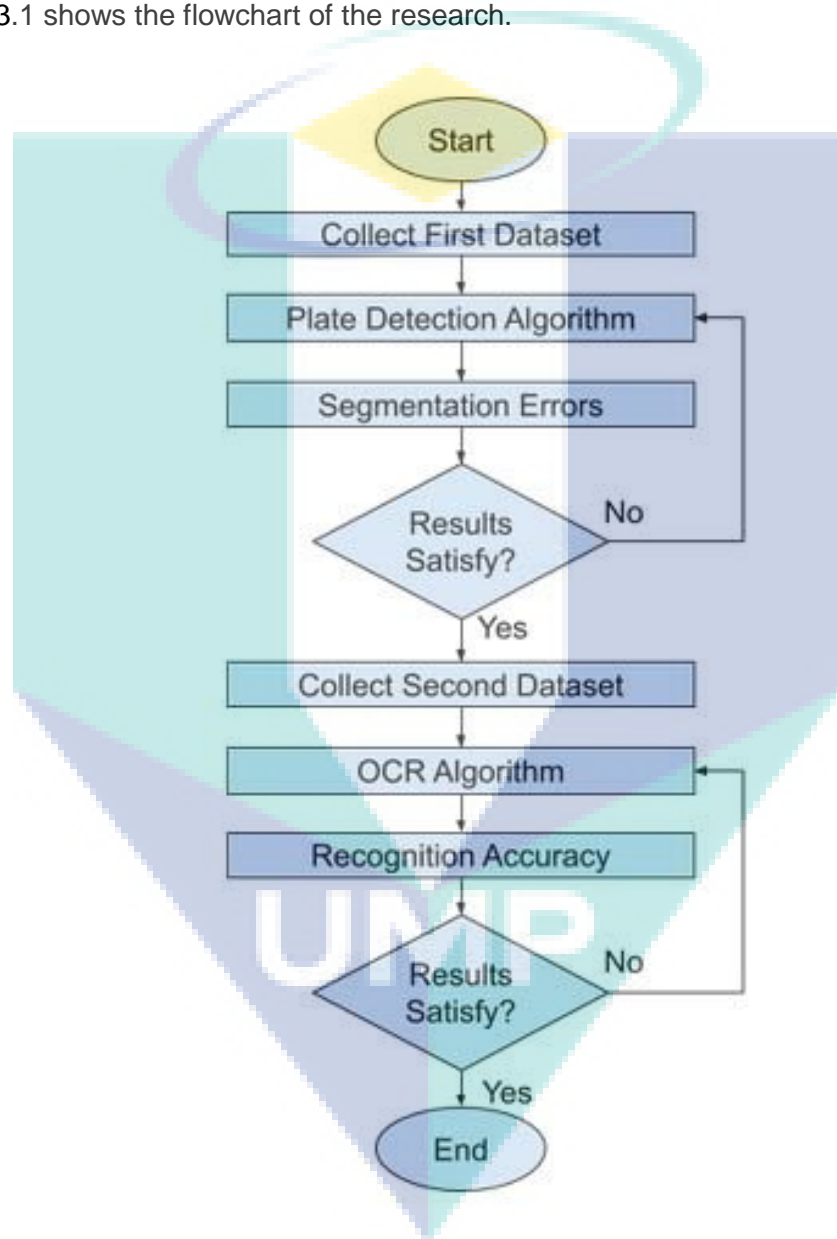 3.1 shows the flowchart of the research.
Start
Collect First Dataset
Plate Detection Algorithm
Segmentation Errors
Results
Satisfy?
No
Yes
Collect Second Dataset
OCR Algorithm
Recognition Accuracy
UMP
Results
Satisfy?
No
Yes
End